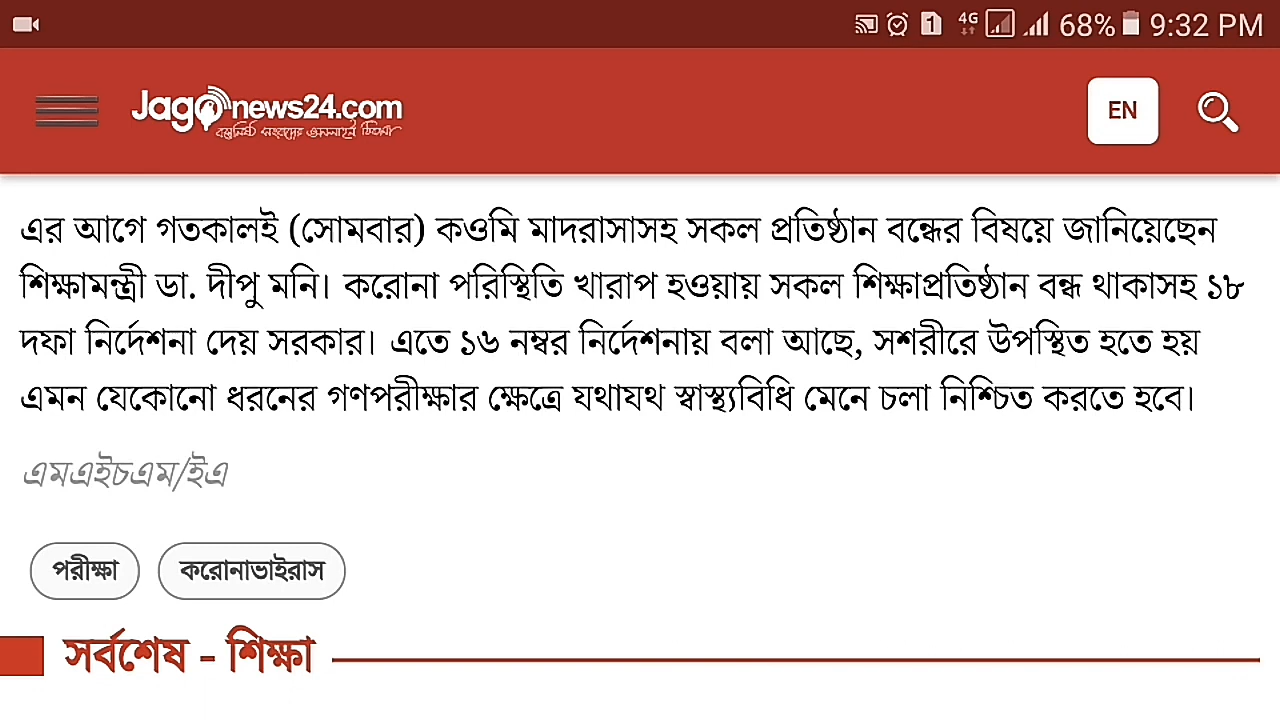 68% 9:32 PM
Jagonews24.com
EN
এর আগে গতকালই (সোমবার) কওমি মাদরাসাসহ সকল প্রতিষ্ঠান বন্ধের বিষয়ে জানিয়েছেন
শিক্ষামন্ত্রী ডা. দীপু মনি। করোনা পরিস্থিতি খারাপ হওয়ায় সকল শিক্ষাপ্রতিষ্ঠান বন্ধ থাকাসহ ১৮
দফা নির্দেশনা দেয় সরকার। এতে ১৬ নম্বর নির্দেশনায় বলা আছে, সশরীরে উপস্থিত হতে হয়
এমন যেকোনো ধরনের গণপরীক্ষার ক্ষেত্রে যথাযথ স্বাস্থ্যবিধি মেনে চলা নিশ্চিত করতে হবে।
এমএইচএম/ইএ
পরীক্ষা করোনাভাইরাস
সর্বশেষ - শিক্ষা